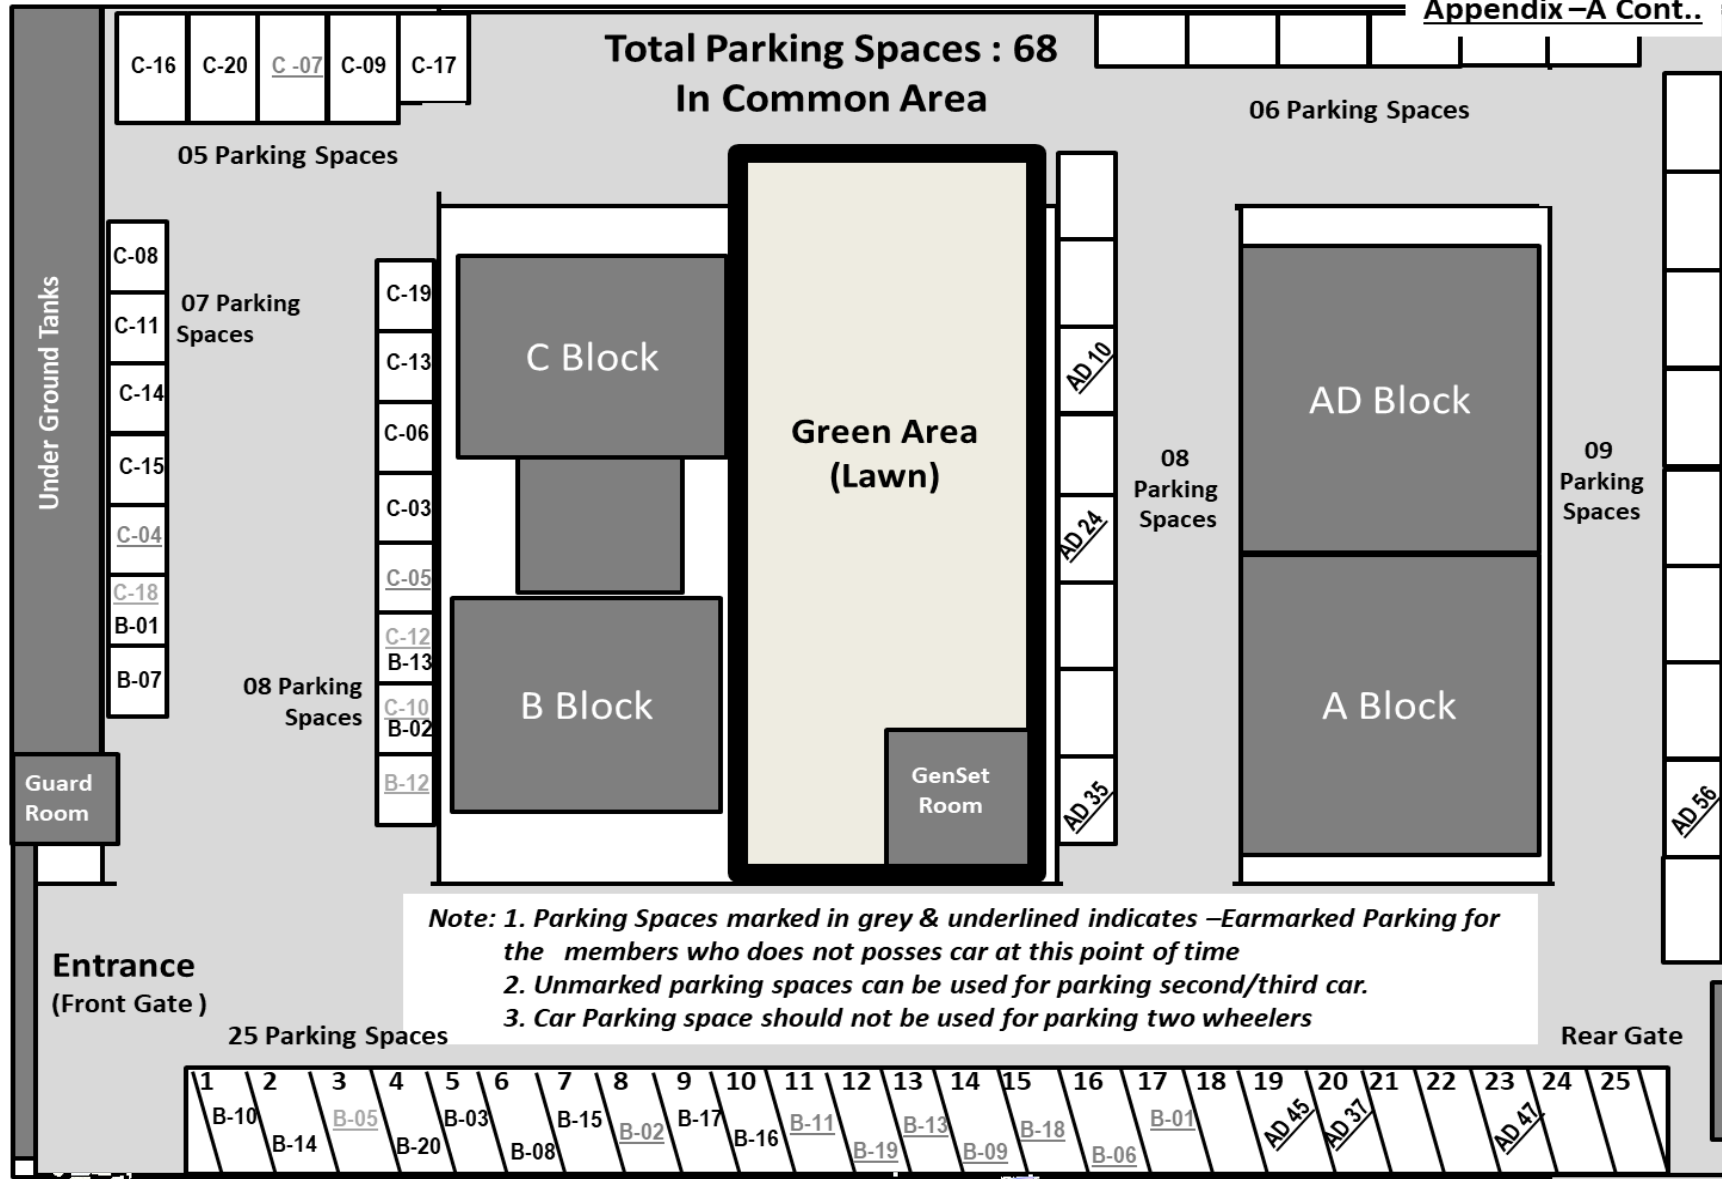 Appendix –A Cont..
Total Parking Spaces : 68
In Common Area
C-16 C-20 C -07 C-09 C-17
05 Parking Spaces
06 Parking Spaces
Under Ground Tanks
C-08
C-11
C-14
C-15
C-04
C-18
B-01
B-07
07 Parking
Spaces
C-19
C-13
C-06
C-03
C-05
C-12
B-13
C-10
B-02
B-12
08 Parking
Spaces
C Block
B Block
Green Area
(Lawn)
GenSet
Room
AD 10
AD 24
AD 35
08
Parking
Spaces
AD Block
A Block
09
Parking
Spaces
AD 56
Guard
Room
Note: 1. Parking Spaces marked in grey & underlined indicates –Earmarked Parking for
the members who does not posses car at this point of time
2. Unmarked parking spaces can be used for parking second/third car.
3. Car Parking space should not be used for parking two wheelers
Entrance
(Front Gate )
25 Parking Spaces
Rear Gate
1 2 3 4 5 6 7 8 9 10 11 12 13 14 15 16 17 18 19 20 21 22 23 24 25
B-10 B-14 B-05 B-20 B-03 B-08 B-15 B-02 B-17 B-16 B-11 B-19 B-13 B-09 B-18 B-06 B-01 AD 45 AD 37 AD 47